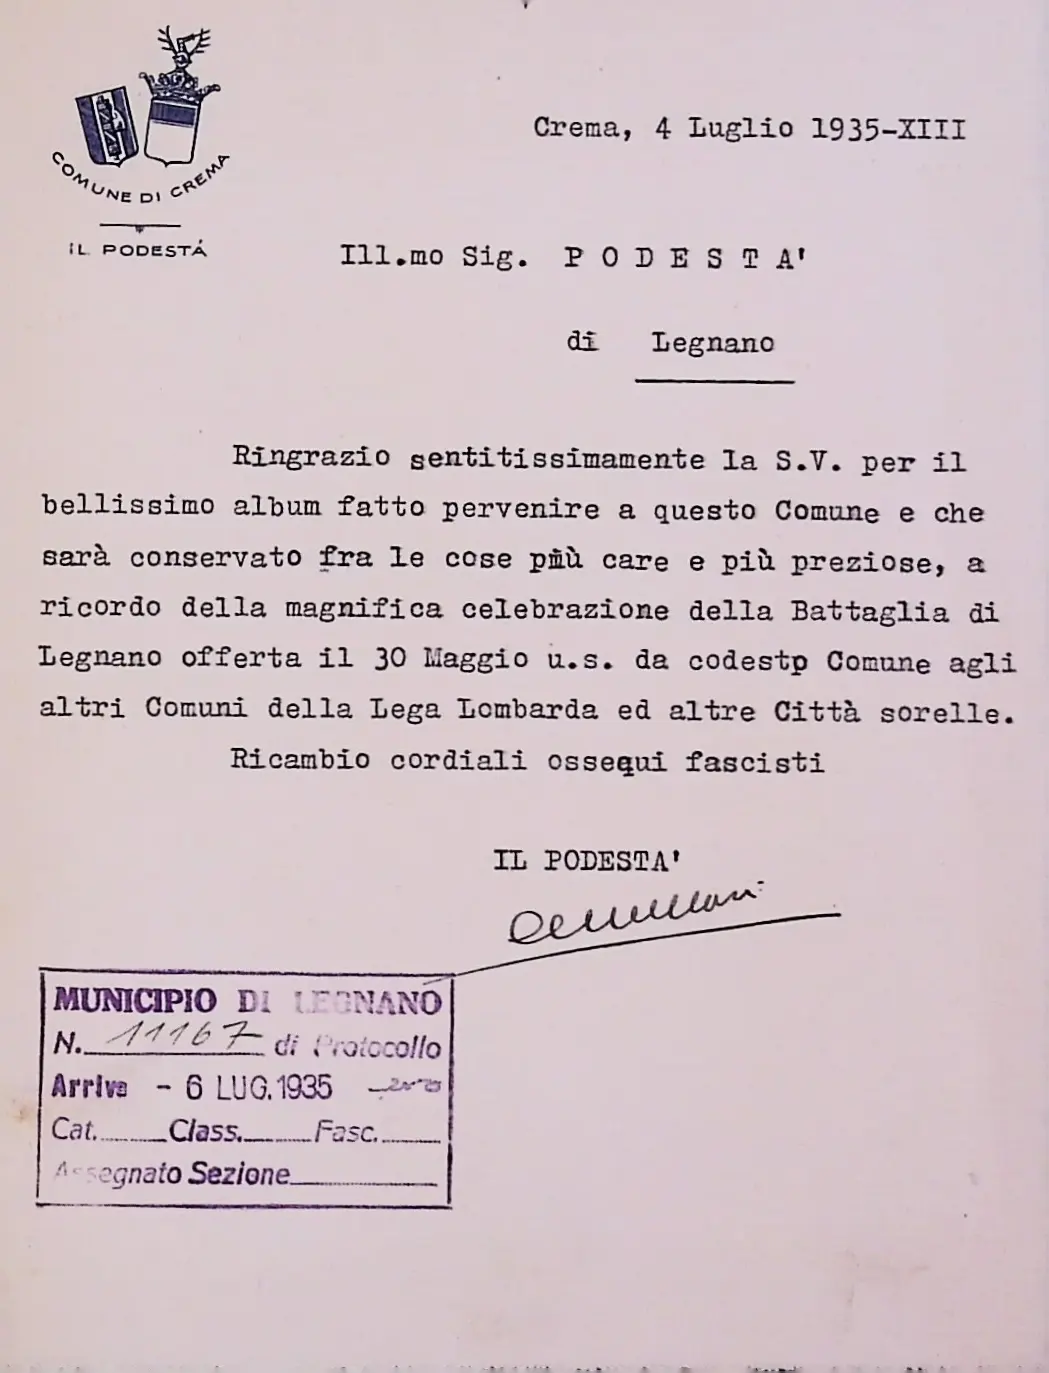 COMUNE DI CREMA
IL PODESTÁ
Crema, 4 Luglio 1935-XIII
Ill.mo Sig. P O D E S T A'
di Legnano
Ringrazio sentitissimamente la S.V. per il
bellissimo album fatto pervenire a questo Comune e che
sarà conservato fra le cose più care e più preziose, a
ricordo della magnifica celebrazione della Battaglia di
Legnano offerta il 30 Maggio u.s. da codestp Comune agli
altri Comuni della Lega Lombarda ed altre Città sorelle.
Ricambio cordiali ossequi fascisti
IL PODESTA'
MUNICIPIO DI LEGNANO
N. 11167 di Protocollo
Arriva - 6 LUG. 1935
Cat. Class. Fasc.
Assegnato Sezione